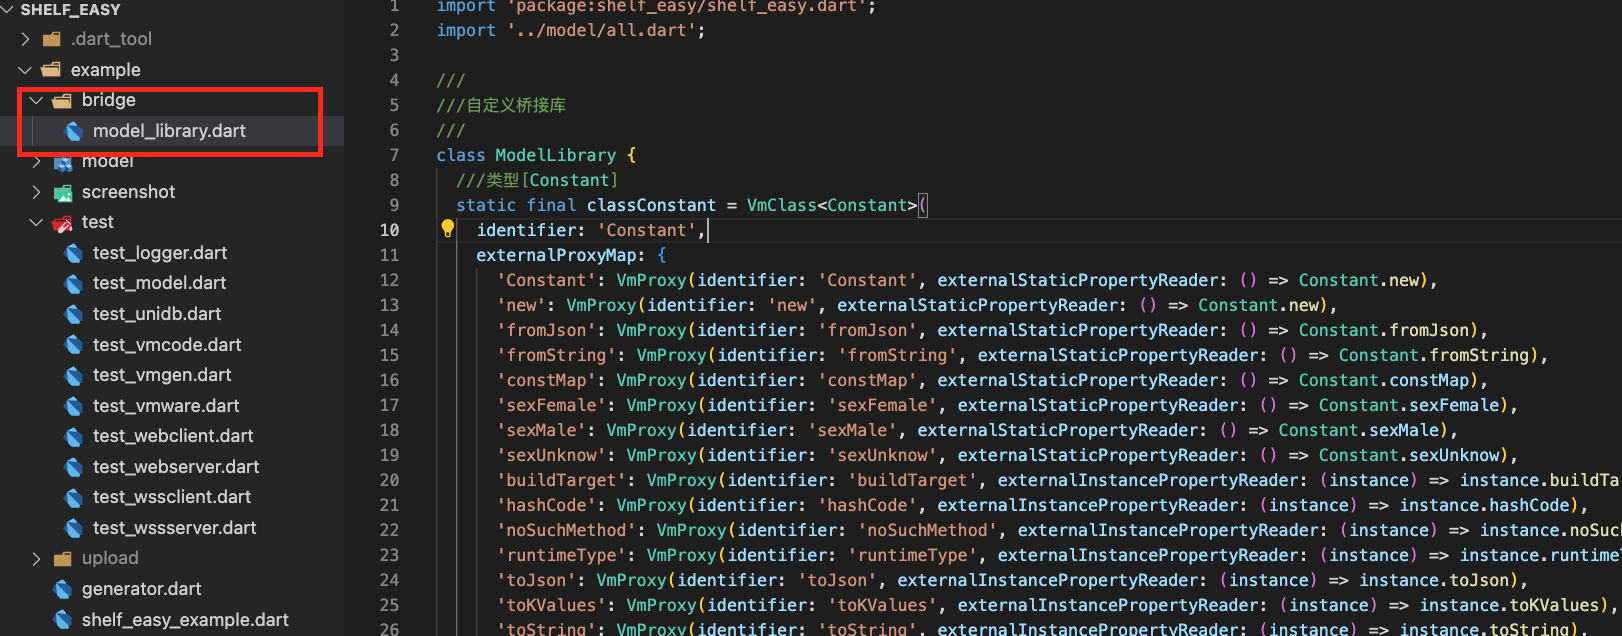 SHELF_EASY
.dart_tool
example
bridge
model_library.dart
model
screenshot
test
test_logger.dart
test_model.dart
test_unidb.dart
test_vmcode.dart
test_vmgen.dart
test_vmware.dart
test_webclient.dart
test_webserver.dart
test_wssclient.dart
test_wssserver.dart
upload
generator.dart
shelf_easy_example.dart
1 import 'package:shelf_easy/shelf_easy.dart';
2 import '../model/all.dart';
3
4 ///
5 ///自定义桥接库
6 ///
7 class ModelLibrary {
8 ///类型[Constant]
9 static final classConstant = VmClass<Constant>(
10 identifier: 'Constant',
11 externalProxyMap: {
12 'Constant': VmProxy(identifier: 'Constant', externalStaticPropertyReader: () => Constant.new),
13 'new': VmProxy(identifier: 'new', externalStaticPropertyReader: () => Constant.new),
14 'fromJson': VmProxy(identifier: 'fromJson', externalStaticPropertyReader: () => Constant.fromJson),
15 'fromString': VmProxy(identifier: 'fromString', externalStaticPropertyReader: () => Constant.fromString),
16 'constMap': VmProxy(identifier: 'constMap', externalStaticPropertyReader: () => Constant.constMap),
17 'sexFemale': VmProxy(identifier: 'sexFemale', externalStaticPropertyReader: () => Constant.sexFemale),
18 'sexMale': VmProxy(identifier: 'sexMale', externalStaticPropertyReader: () => Constant.sexMale),
19 'sexUnknow': VmProxy(identifier: 'sexUnknow', externalStaticPropertyReader: () => Constant.sexUnknow),
20 'buildTarget': VmProxy(identifier: 'buildTarget', externalInstancePropertyReader: (instance) => instance.buildTa
21 'hashCode': VmProxy(identifier: 'hashCode', externalInstancePropertyReader: (instance) => instance.hashCode),
22 'noSuchMethod': VmProxy(identifier: 'noSuchMethod', externalInstancePropertyReader: (instance) => instance.noSuc
23 'runtimeType': VmProxy(identifier: 'runtimeType', externalInstancePropertyReader: (instance) => instance.runtime
24 'toJson': VmProxy(identifier: 'toJson', externalInstancePropertyReader: (instance) => instance.toJson),
25 'toKValues': VmProxy(identifier: 'toKValues', externalInstancePropertyReader: (instance) => instance.toKValues),
26 'toString': VmProxy(identifier: 'toString', externalInstancePropertyReader: (instance) => instance.toString),